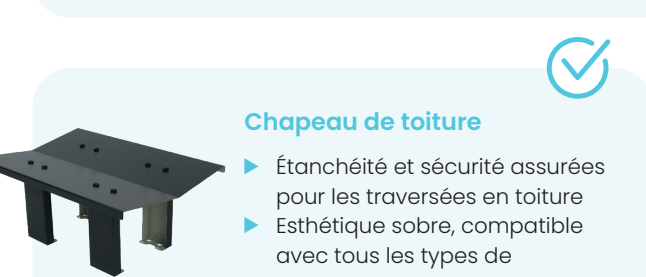 Chapeau de toiture
Étanchéité et sécurité assurées
pour les traversées en toiture
Esthétique sobre, compatible
avec tous les types de